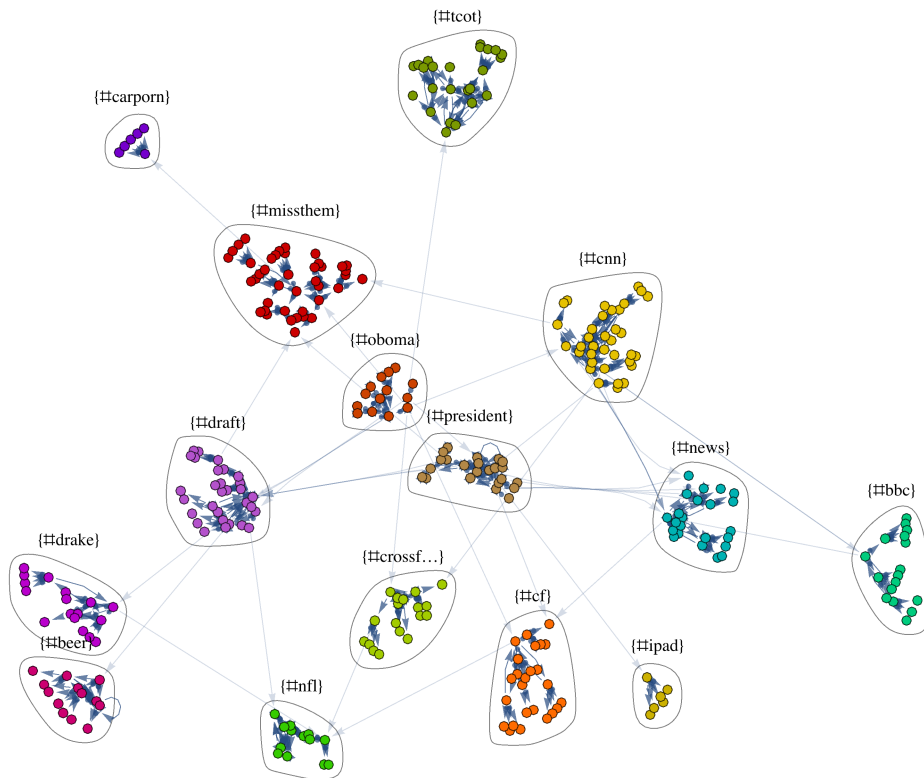 {#tcot}
{#carporn}
{#missthem}
{#cnn}
{#oboma}
{#president}
{#draft}
{#news}
{#bbc}
{#drake}
{#crossf…}
{#cf}
{#beer}
{#ipad}
{#nfl}